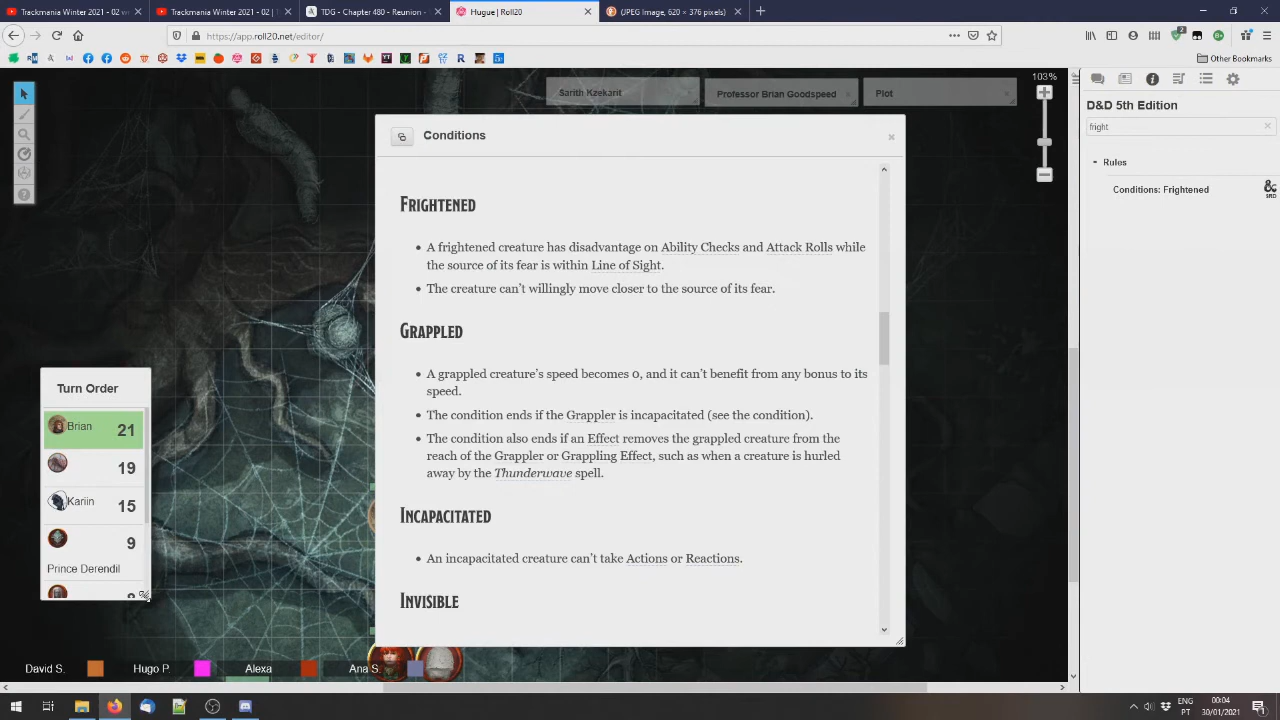 Trackmania Winter 2021 - 02 |
Trackmania Winter 2021 - 02 |
TDG - Chapter 480 - Reunion -
Hugue | Roll20
(JPEG Image, 620 × 376 pixels)
https://app.roll20.net/editor/
Other Bookmarks
103%
Sarith Kzekarit
Professor Brian Goodspeed
Plot
D&D 5th Edition
fright
Rules
Conditions: Frightened
SRD
Conditions
FRIGHTENED
A frightened creature has disadvantage on Ability Checks and Attack Rolls while
the source of its fear is within Line of Sight.
The creature can't willingly move closer to the source of its fear.
GRAPPLED
A grappled creature's speed becomes 0, and it can't benefit from any bonus to its
speed.
The condition ends if the Grappler is incapacitated (see the condition).
The condition also ends if an Effect removes the grappled creature from the
reach of the Grappler or Grappling Effect, such as when a creature is hurled
away by the Thunderwave spell.
INCAPACITATED
An incapacitated creature can't take Actions or Reactions.
INVISIBLE
Turn Order
Brian 21
19
Kariin 15
9
Prince Derendil
David S.
Hugo P.
Alexa
Ana S.
ENG
PT
00:04
30/01/2021